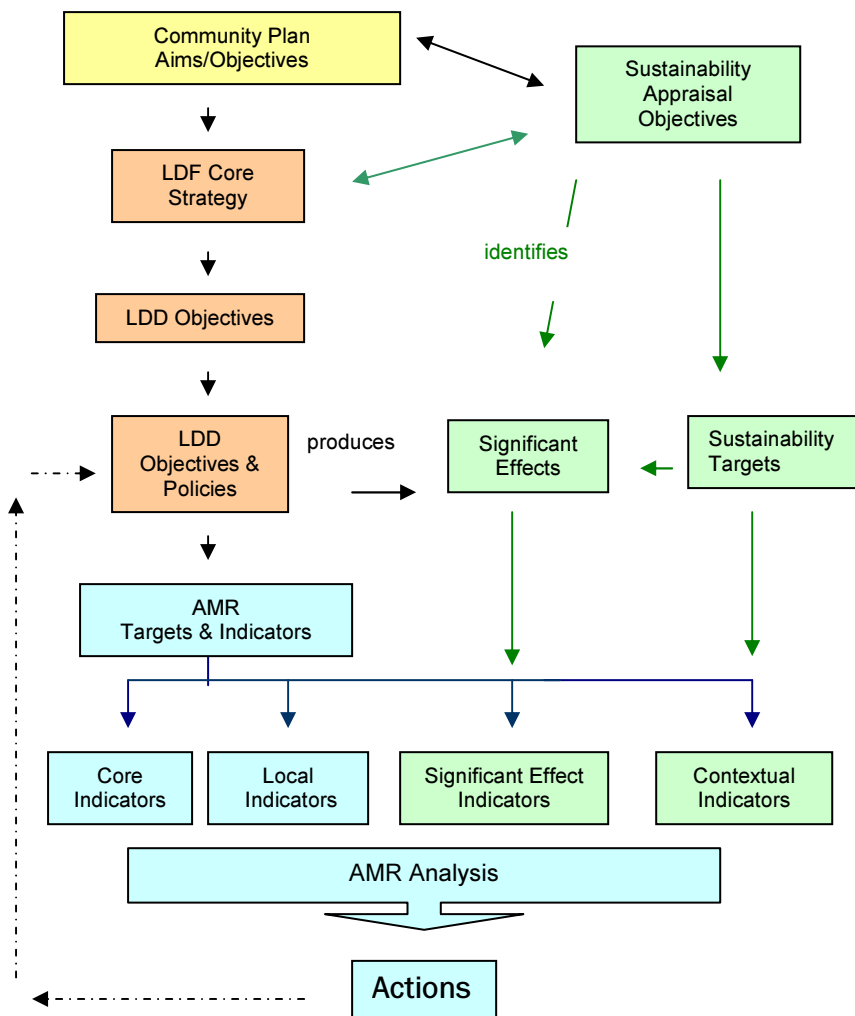 Community Plan
Aims/Objectives
Sustainability
Appraisal
Objectives
LDF Core
Strategy
identifies
LDD Objectives
LDD
Objectives &
Policies
produces
Significant
Effects
Sustainability
Targets
AMR
Targets & Indicators
Core
Indicators
Local
Indicators
Significant Effect
Indicators
Contextual
Indicators
AMR Analysis
Actions